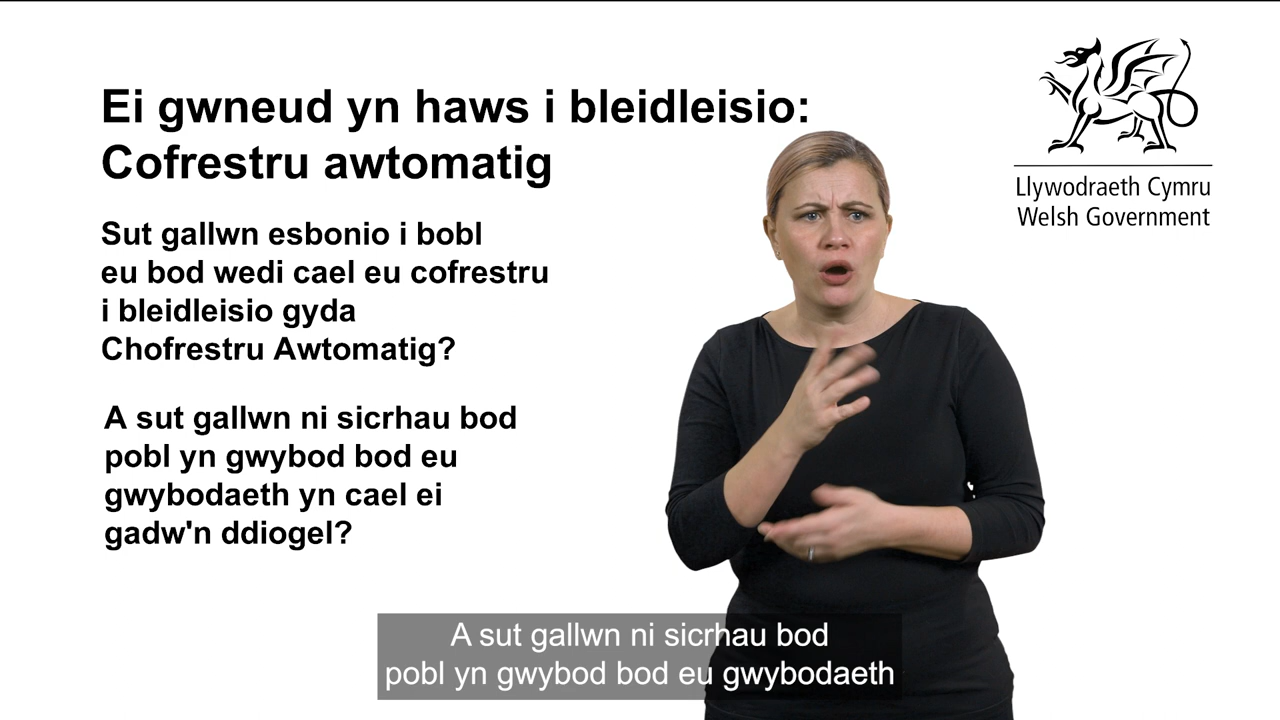 Ei gwneud yn haws i bleidleisio:
Cofrestru awtomatig
Sut gallwn esbonio i bobl
eu bod wedi cael eu cofrestru
i bleidleisio gyda
Chofrestru Awtomatig?
A sut gallwn ni sicrhau bod
pobl yn gwybod bod eu
gwybodaeth yn cael ei
gadw'n ddiogel?
Llywodraeth Cymru
Welsh Government
A sut gallwn ni sicrhau bod
pobl yn gwybod bod eu gwybodaeth